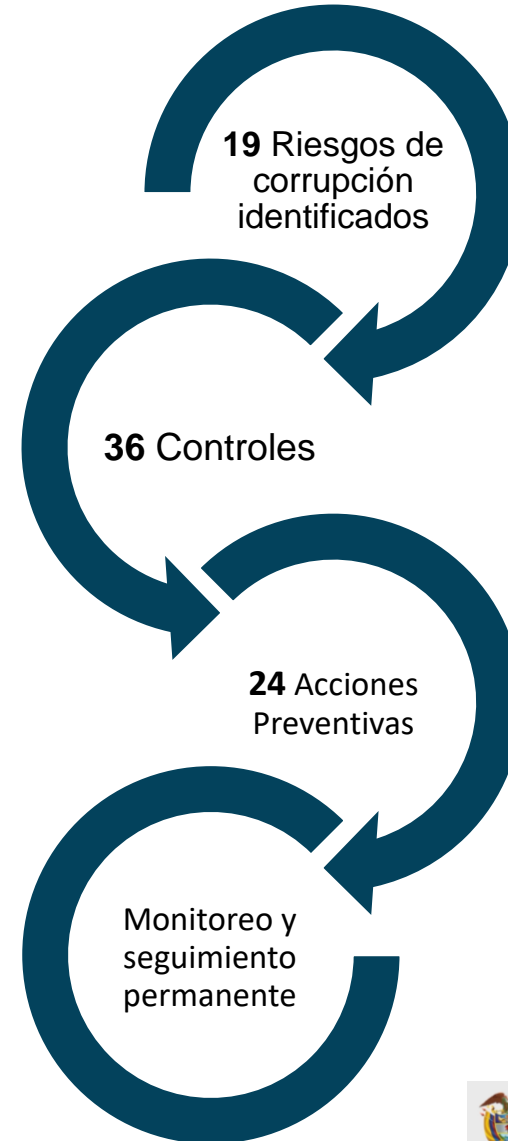 19 Riesgos de
corrupción
identificados
36 Controles
24 Acciones
Preventivas
Monitoreo y
seguimiento
permanente